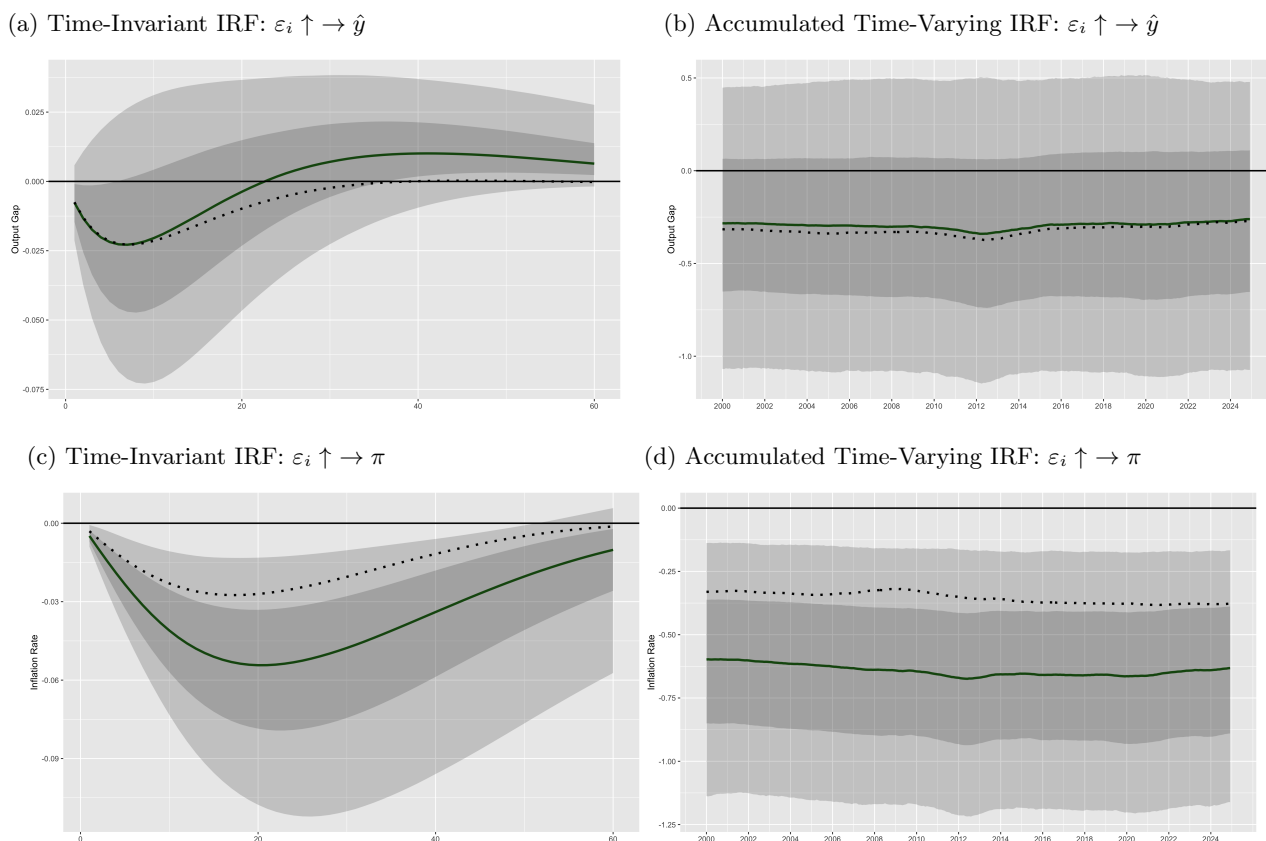 (a) Time-Invariant IRF: εᵢ ↑ → ŷ
(b) Accumulated Time-Varying IRF: εᵢ ↑ → ŷ
Output Gap
0.025
0.000
-0.025
-0.050
-0.075
0 20 40 60
Output Gap
0.5
0.0
-0.5
-1.0
2000 2002 2004 2006 2008 2010 2012 2014 2016 2018 2020 2022 2024
(c) Time-Invariant IRF: εᵢ ↑ → π
(d) Accumulated Time-Varying IRF: εᵢ ↑ → π
Inflation Rate
0.00
-0.03
-0.06
-0.09
0 20 40 60
Inflation Rate
0.00
-0.25
-0.50
-0.75
-1.00
-1.25
2000 2002 2004 2006 2008 2010 2012 2014 2016 2018 2020 2022 2024